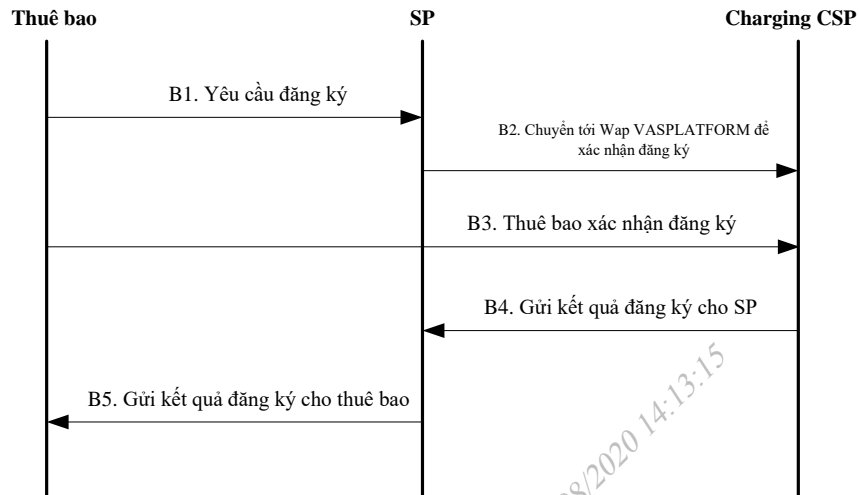 Thuê bao
SP
Charging CSP
B1. Yêu cầu đăng ký
B2. Chuyển tới Wap VASPLATFORM để
xác nhận đăng ký
B3. Thuê bao xác nhận đăng ký
B4. Gửi kết quả đăng ký cho SP
B5. Gửi kết quả đăng ký cho thuê bao
08/2020 14:13:15